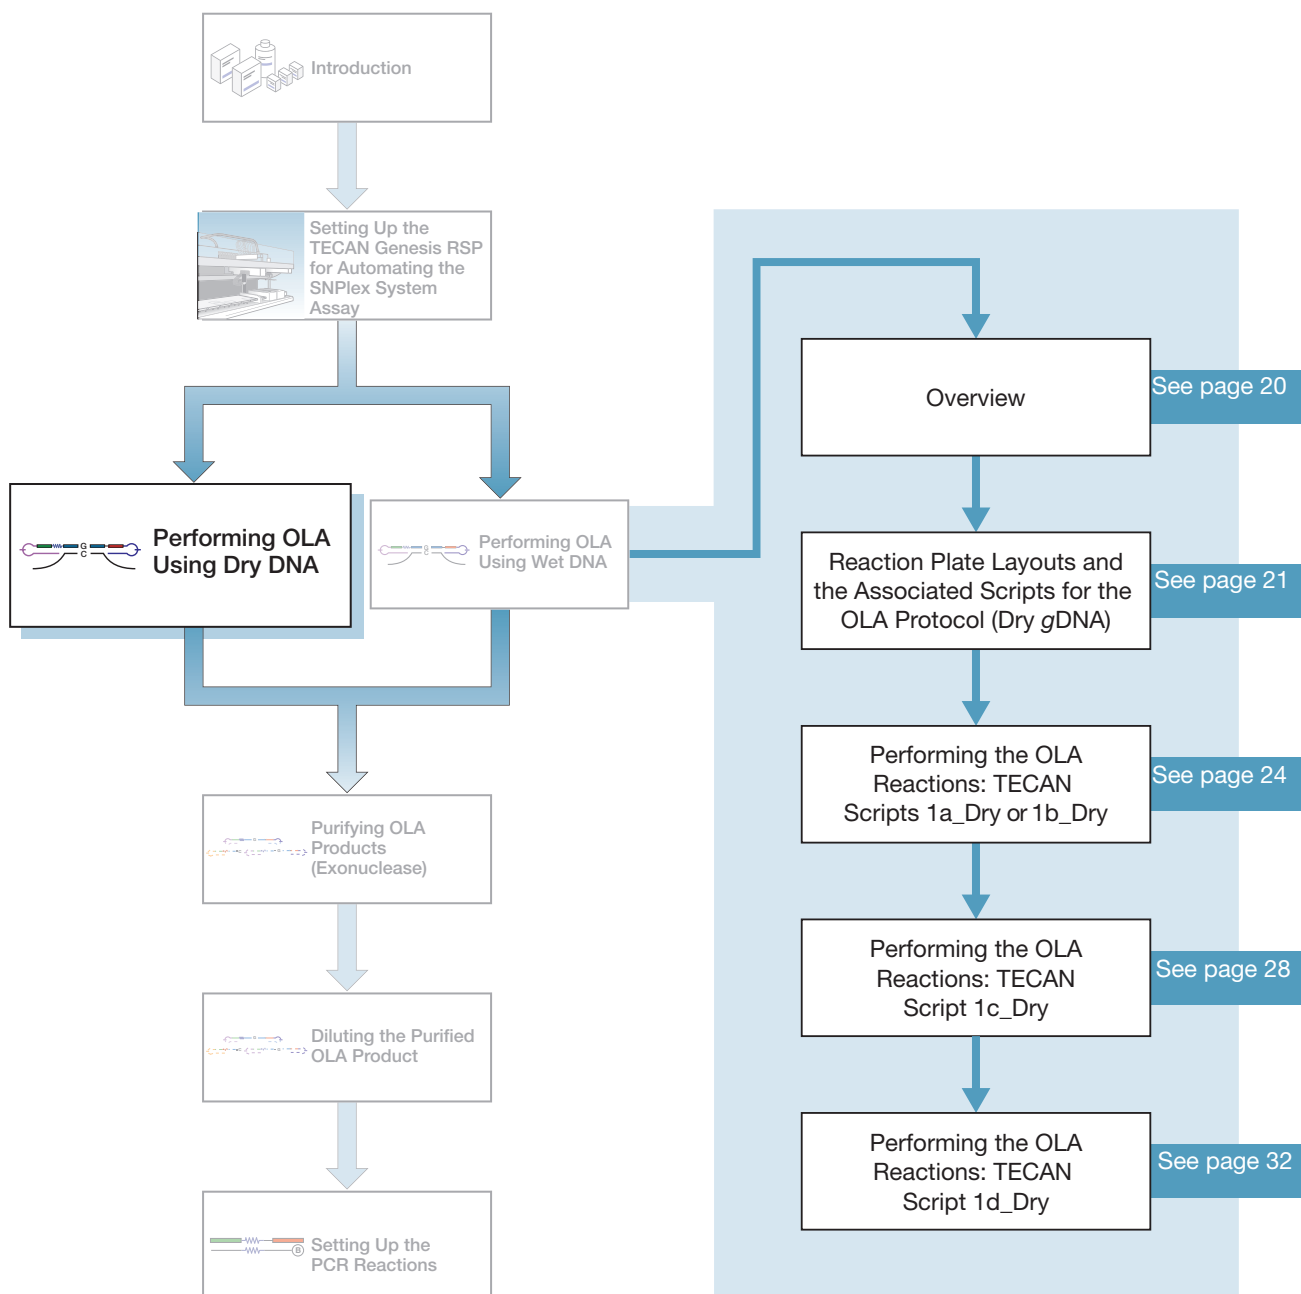 Introduction
Setting Up the
TECAN Genesis RSP
for Automating the
SNPlex System
Assay
G
C
Performing OLA
Using Dry DNA
G
C
Performing OLA
Using Wet DNA
Purifying OLA
Products
(Exonuclease)
Diluting the Purified
OLA Product
B
Setting Up the
PCR Reactions
Overview
See page 20
Reaction Plate Layouts and
the Associated Scripts for the
OLA Protocol (Dry gDNA)
See page 21
Performing the OLA
Reactions: TECAN
Scripts 1a_Dry or 1b_Dry
See page 24
Performing the OLA
Reactions: TECAN
Script 1c_Dry
See page 28
Performing the OLA
Reactions: TECAN
Script 1d_Dry
See page 32